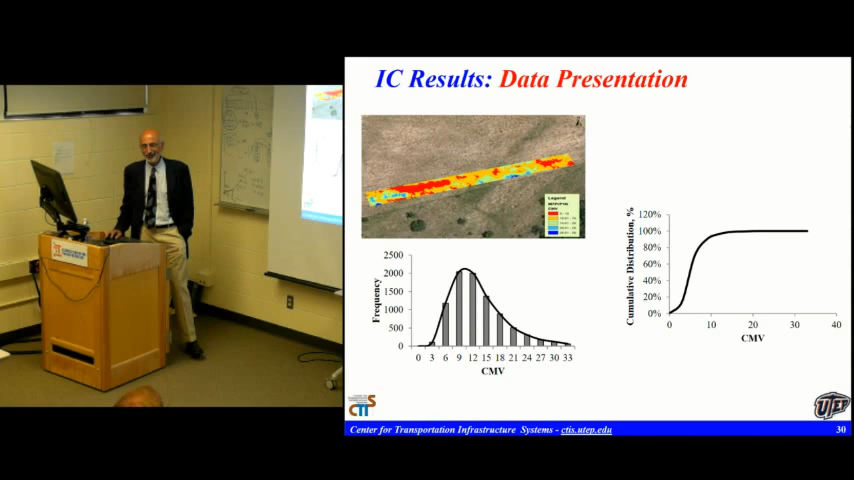 IC Results: Data Presentation
Legend
CMV
2500
2000
1500
1000
500
0
Frequency
0 3 6 9 12 15 18 21 24 27 30 33
CMV
120%
100%
80%
60%
40%
20%
0%
Cumulative Distribution, %
0 10 20 30 40
CMV
CTIS
UTEP
Center for Transportation Infrastructure Systems - ctis.utep.edu
30